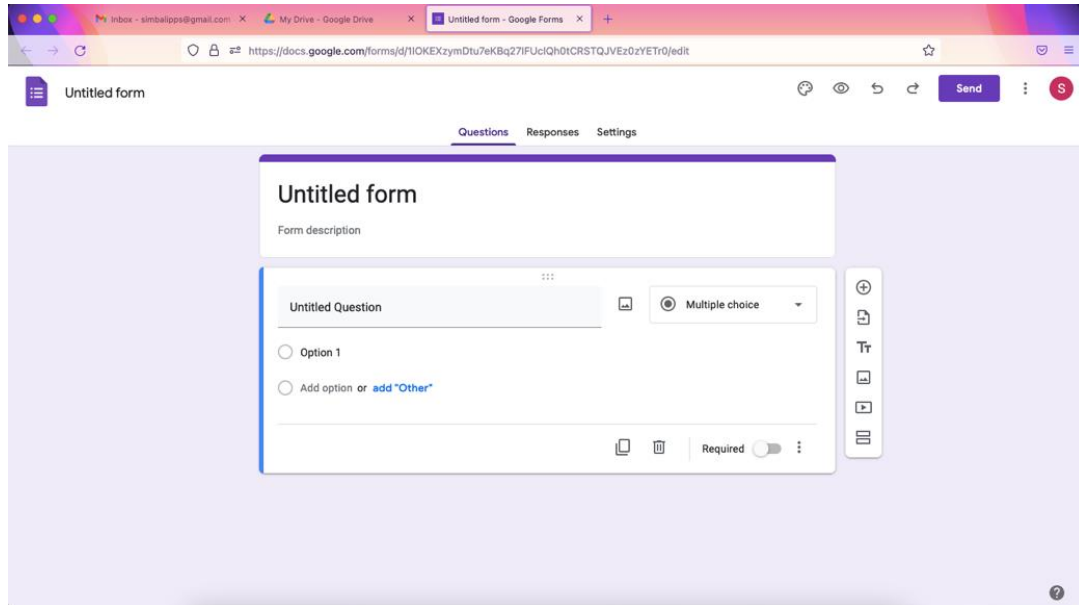 Inbox - simbalipps@gmail.com
My Drive - Google Drive
Untitled form - Google Forms
https://docs.google.com/forms/d/1lOKEXzymDtu7eKBq27lFUclQh0tCRSTQJVEz0zYETr0/edit
Untitled form
Send
S
Questions Responses Settings
Untitled form
Form description
Untitled Question
Multiple choice
Option 1
Add option or add "Other"
Required